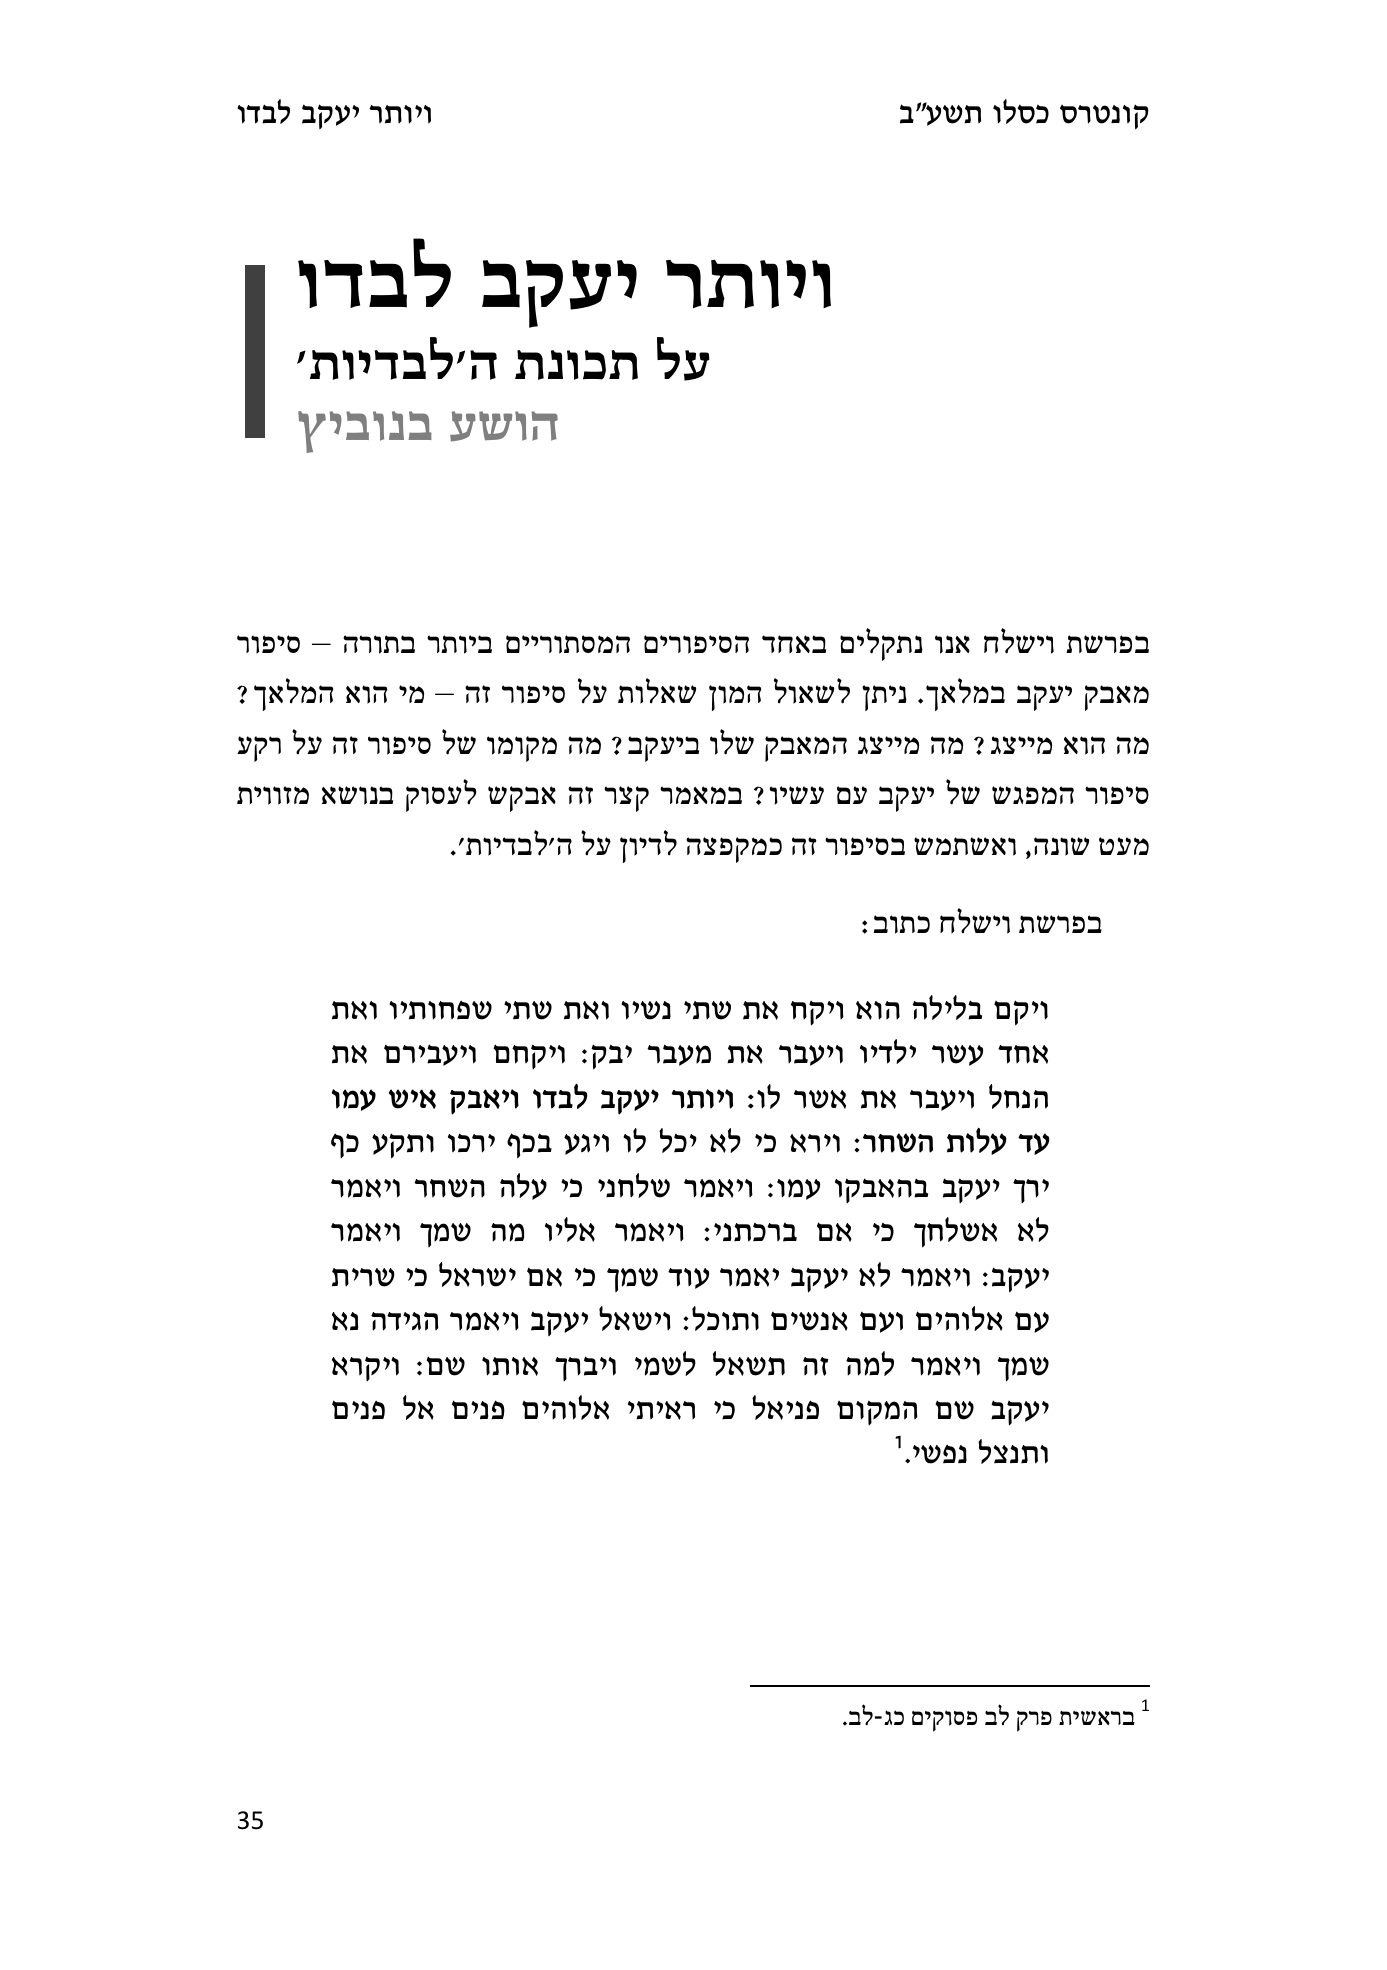 קונטרס כסלו תשע״ב ויותר יעקב לבדו
ויותר יעקב לבדו
על תכונת ה׳לבדיות׳
הושע בנוביץ
בפרשת וישלח אנו נתקלים באחד הסיפורים המסתוריים ביותר בתורה – סיפור
מאבק יעקב במלאך. ניתן לשאול המון שאלות על סיפור זה – מי הוא המלאך?
מה הוא מייצג? מה מייצג המאבק שלו ביעקב? מה מקומו של סיפור זה על רקע
סיפור המפגש של יעקב עם עשיו? במאמר קצר זה אבקש לעסוק בנושא מזווית
מעט שונה, ואשתמש בסיפור זה כמקפצה לדיון על ה׳לבדיות׳.
בפרשת וישלח כתוב:
ויקם בלילה הוא ויקח את שתי נשיו ואת שתי שפחותיו ואת
אחד עשר ילדיו ויעבר את מעבר יבק: ויקחם ויעבירם את
הנחל ויעבר את אשר לו: ויותר יעקב לבדו ויאבק איש עמו
עד עלות השחר: וירא כי לא יכל לו ויגע בכף ירכו ותקע כף
ירך יעקב בהאבקו עמו: ויאמר שלחני כי עלה השחר ויאמר
לא אשלחך כי אם ברכתני: ויאמר אליו מה שמך ויאמר
יעקב: ויאמר לא יעקב יאמר עוד שמך כי אם ישראל כי שרית
עם אלוהים ועם אנשים ותוכל: וישאל יעקב ויאמר הגידה נא
שמך ויאמר למה זה תשאל לשמי ויברך אותו שם: ויקרא
יעקב שם המקום פניאל כי ראיתי אלוהים פנים אל פנים
ותנצל נפשי.1
1 בראשית פרק לב פסוקים כג-לב.
35